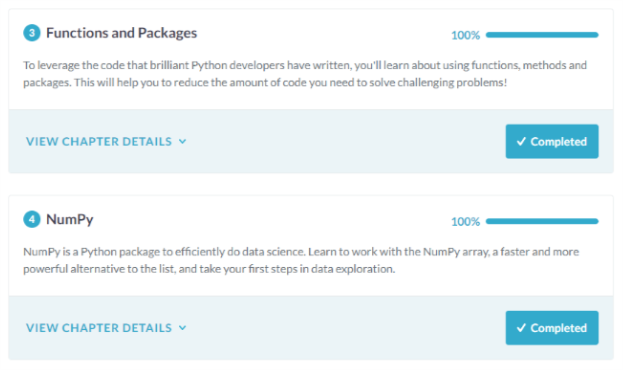 3 Functions and Packages
100%
To leverage the code that brilliant Python developers have written, you'll learn about using functions, methods and
packages. This will help you to reduce the amount of code you need to solve challenging problems!
VIEW CHAPTER DETAILS
✓ Completed
4 NumPy
100%
NumPy is a Python package to efficiently do data science. Learn to work with the NumPy array, a faster and more
powerful alternative to the list, and take your first steps in data exploration.
VIEW CHAPTER DETAILS
✓ Completed